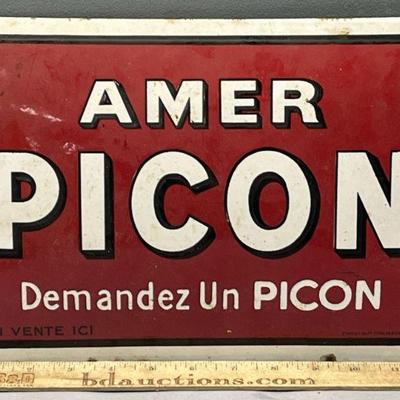 AMER
PICON
Demandez Un PICON
VENTE ICI
bdauctions.com